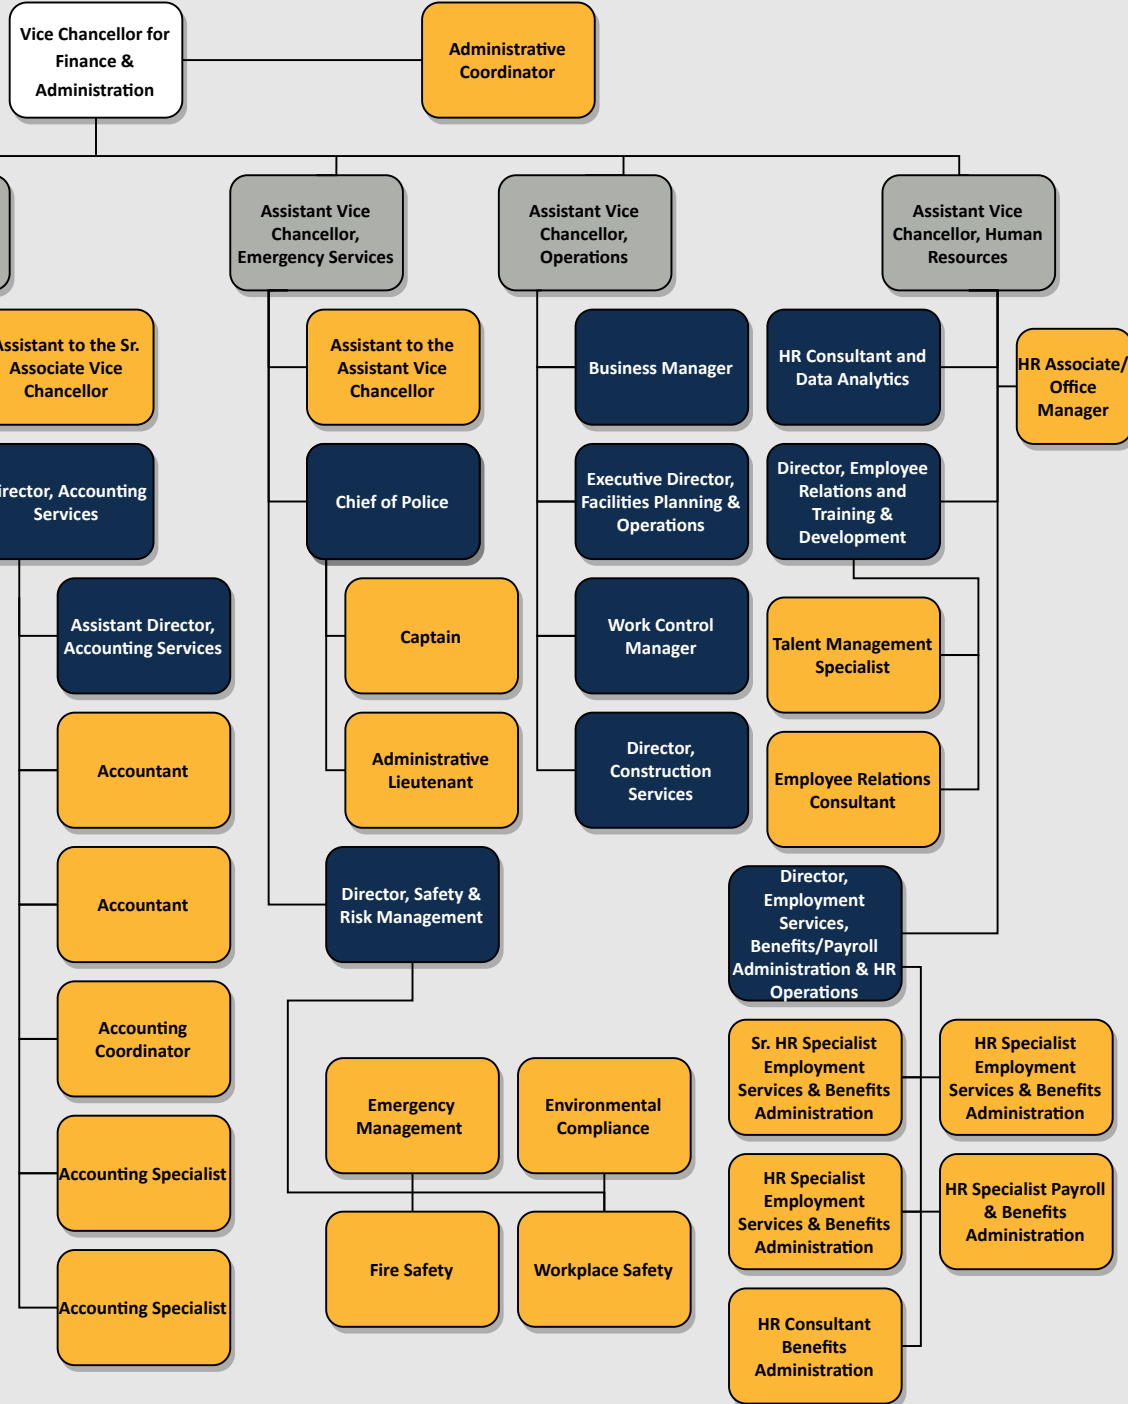 Vice Chancellor for
Finance &
Administration
Administrative
Coordinator
Assistant Vice
Chancellor,
Emergency Services
Assistant Vice
Chancellor,
Operations
Assistant Vice
Chancellor, Human
Resources
Assistant to the Sr.
Associate Vice
Chancellor
Assistant to the
Assistant Vice
Chancellor
Business Manager
HR Consultant and
Data Analytics
HR Associate/
Office
Manager
Director, Accounting
Services
Chief of Police
Executive Director,
Facilities Planning &
Operations
Director, Employee
Relations and
Training &
Development
Assistant Director,
Accounting Services
Captain
Work Control
Manager
Talent Management
Specialist
Accountant
Administrative
Lieutenant
Director,
Construction
Services
Employee Relations
Consultant
Accountant
Director, Safety &
Risk Management
Director,
Employment
Services,
Benefits/Payroll
Administration & HR
Operations
Accounting
Coordinator
Emergency
Management
Environmental
Compliance
Sr. HR Specialist
Employment
Services & Benefits
Administration
HR Specialist
Employment
Services & Benefits
Administration
Accounting Specialist
HR Specialist
Employment
Services & Benefits
Administration
HR Specialist Payroll
& Benefits
Administration
Accounting Specialist
Fire Safety
Workplace Safety
HR Consultant
Benefits
Administration